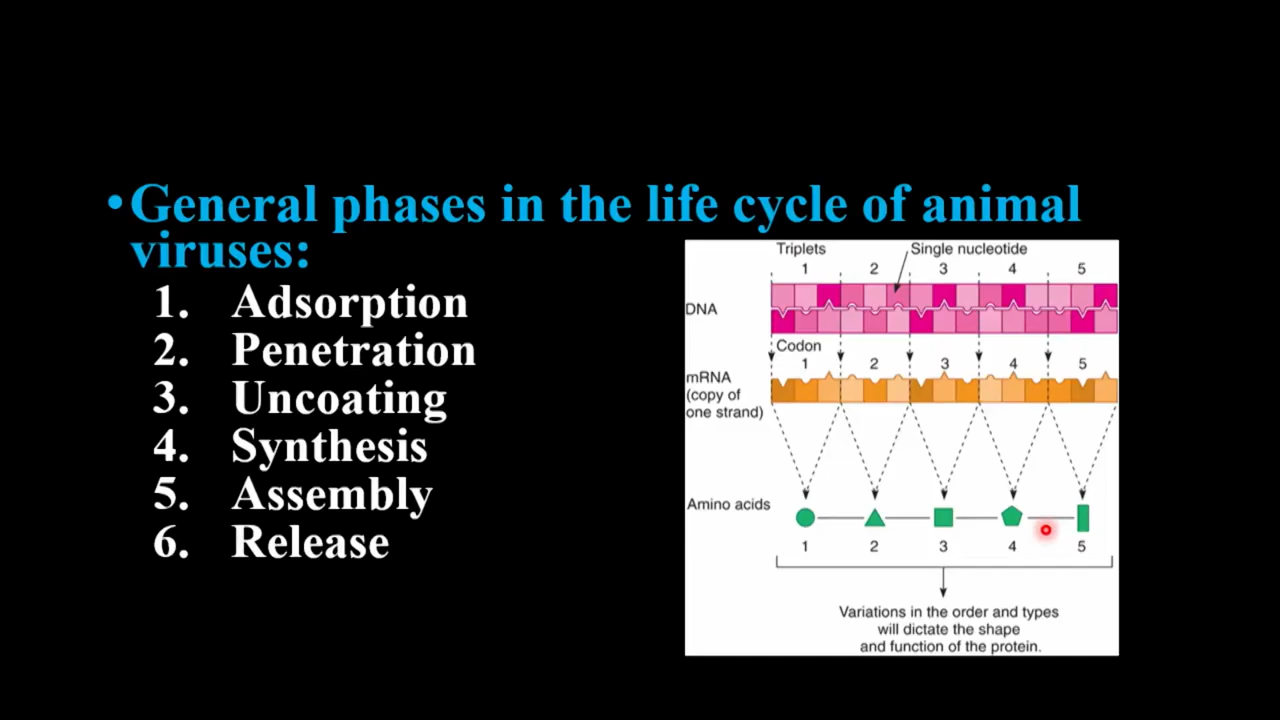 •General phases in the life cycle of animal
viruses:
1. Adsorption
2. Penetration
3. Uncoating
4. Synthesis
5. Assembly
6. Release
Triplets
Single nucleotide
1 2 3 4 5
DNA
Codon
1 2 3 4 5
mRNA
(copy of
one strand)
Amino acids
1 2 3 4 5
Variations in the order and types
will dictate the shape
and function of the protein.